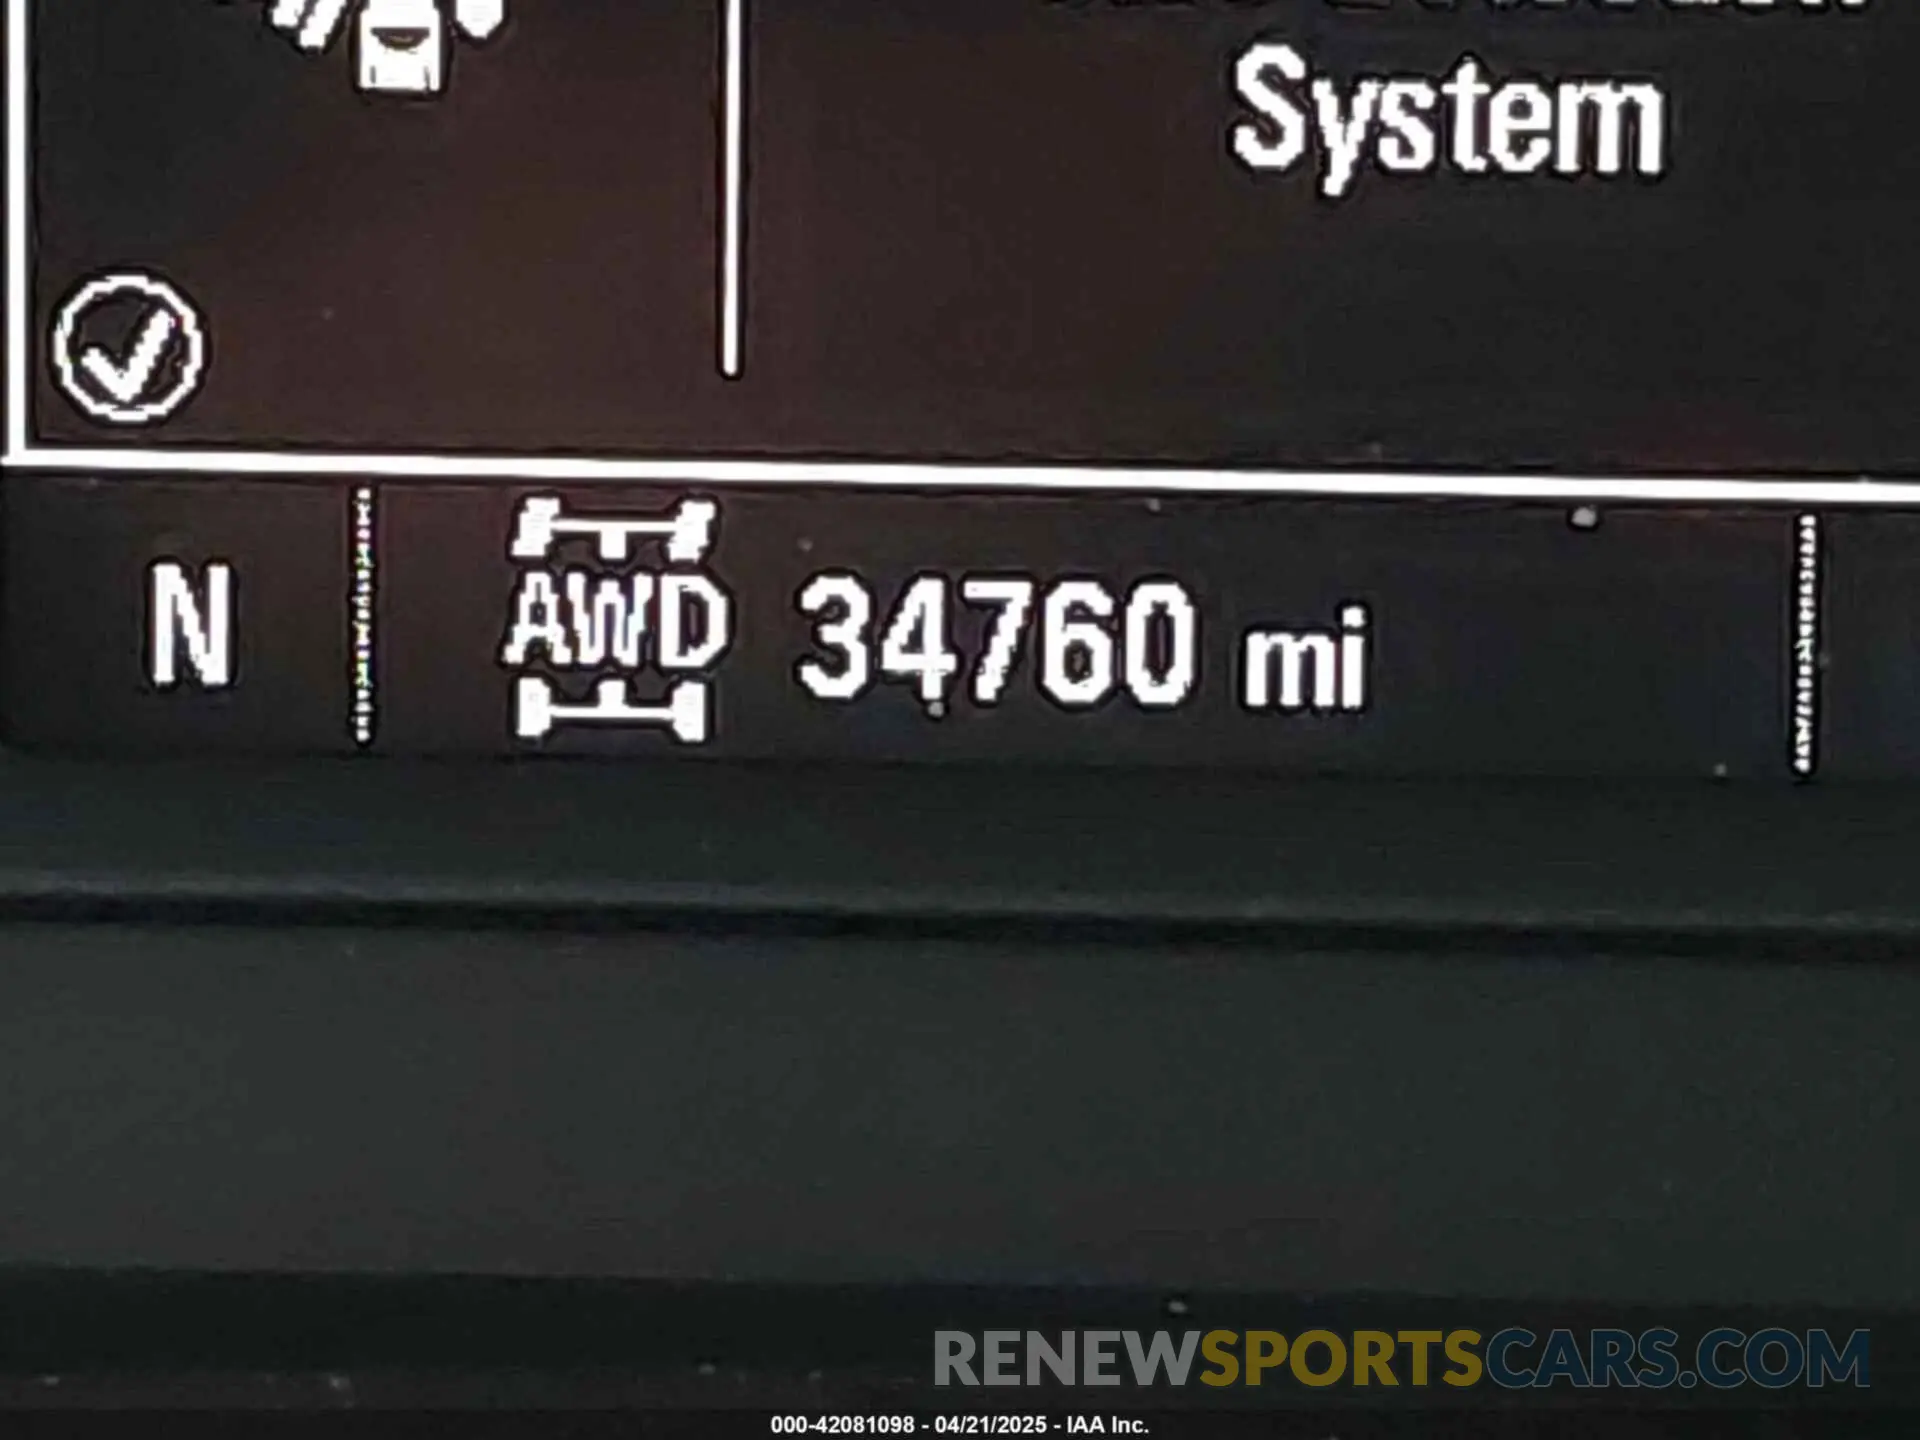 System
N
AWD 34760 mi
RENEWSPORTSCARS.COM
000-42081098 - 04/21/2025 - IAA Inc.